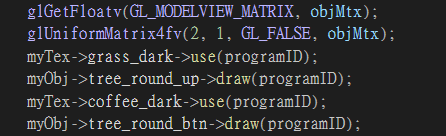 glGetFloatv(GL_MODELVIEW_MATRIX, objMtx);
glUniformMatrix4fv(2, 1, GL_FALSE, objMtx);
myTex->grass_dark->use(programID);
myObj->tree_round_up->draw(programID);
myTex->coffee_dark->use(programID);
myObj->tree_round_btn->draw(programID);